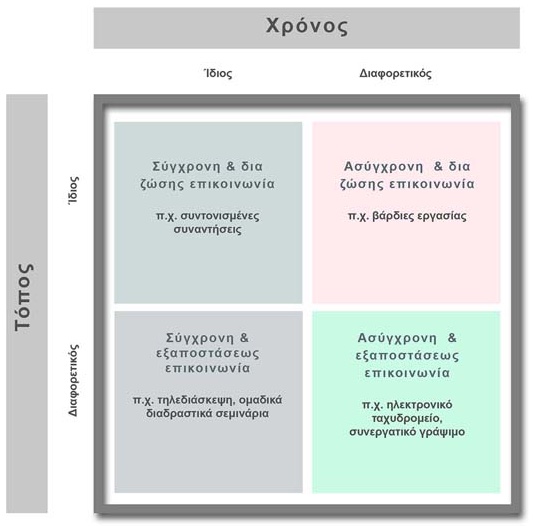 Χρόνος
Ίδιος
Διαφορετικός
Τόπος
Ίδιος
Σύγχρονη & δια
ζώσης επικοινωνία
π.χ. συντονισμένες
συναντήσεις
Ασύγχρονη & δια
ζώσης επικοινωνία
π.χ. βάρδιες εργασίας
Διαφορετικός
Σύγχρονη &
εξαποστάσεως
επικοινωνία
π.χ. τηλεδιάσκεψη, ομαδικά
διαδραστικά σεμινάρια
Ασύγχρονη &
εξαποστάσεως
επικοινωνία
π.χ. ηλεκτρονικό
ταχυδρομείο,
συνεργατικό γράψιμο